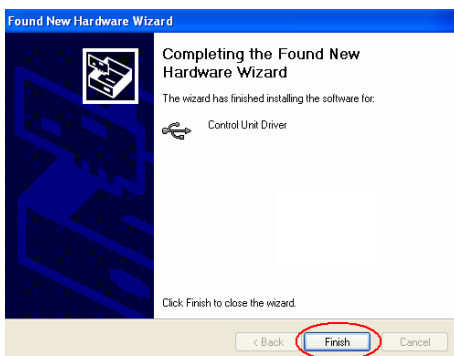 Found New Hardware Wizard
Completing the Found New
Hardware Wizard
The wizard has finished installing the software for:
Control Unit Driver
Click Finish to close the wizard.
< Back
Finish
Cancel